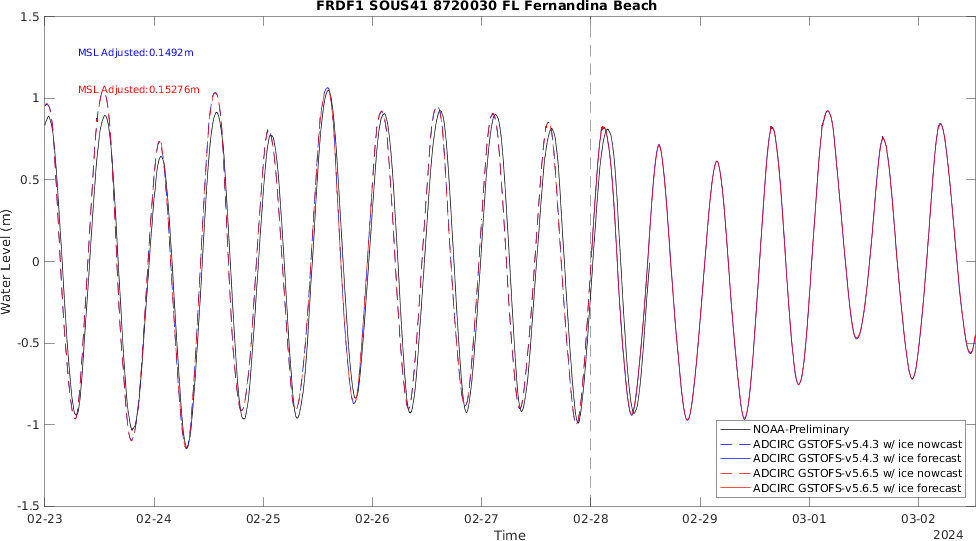 FRDF1 SOUS41 8720030 FL Fernandina Beach
1.5
MSL Adjusted:0.1492m
MSL Adjusted:0.15276m
1
0.5
0
-0.5
-1
-1.5
Water Level (m)
NOAA-Preliminary
ADCIRC GSTOFS-v5.4.3 w/ ice nowcast
ADCIRC GSTOFS-v5.4.3 w/ ice forecast
ADCIRC GSTOFS-v5.6.5 w/ ice nowcast
ADCIRC GSTOFS-v5.6.5 w/ ice forecast
02-23 02-24 02-25 02-26 02-27 02-28 02-29 03-01 03-02
Time
2024